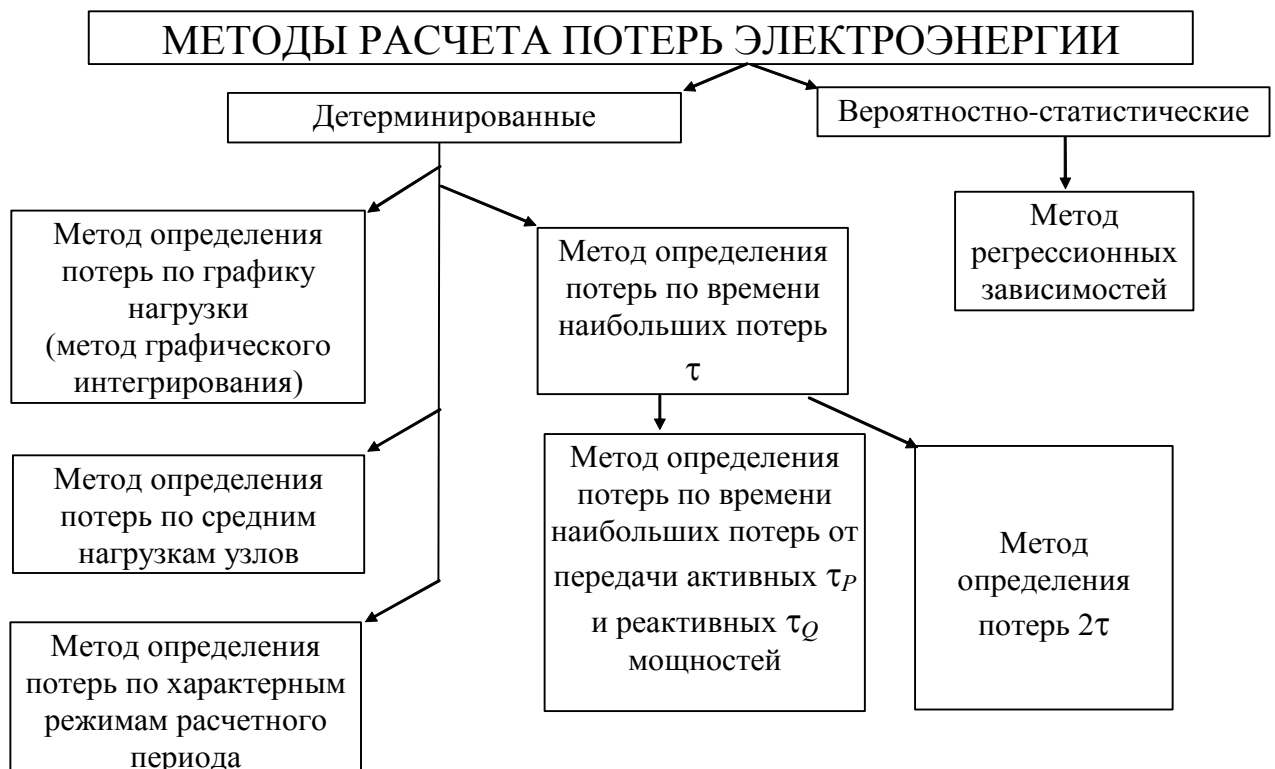 МЕТОДЫ РАСЧЕТА ПОТЕРЬ ЭЛЕКТРОЭНЕРГИИ
Детерминированные
Вероятностно-статистические
Метод определения
потерь по графику
нагрузки
(метод графического
интегрирования)
Метод определения
потерь по времени
наибольших потерь
τ
Метод
регрессионных
зависимостей
Метод определения
потерь по средним
нагрузкам узлов
Метод определения
потерь по времени
наибольших потерь от
передачи активных τP
и реактивных τQ
мощностей
Метод
определения
потерь 2τ
Метод определения
потерь по характерным
режимам расчетного
периода